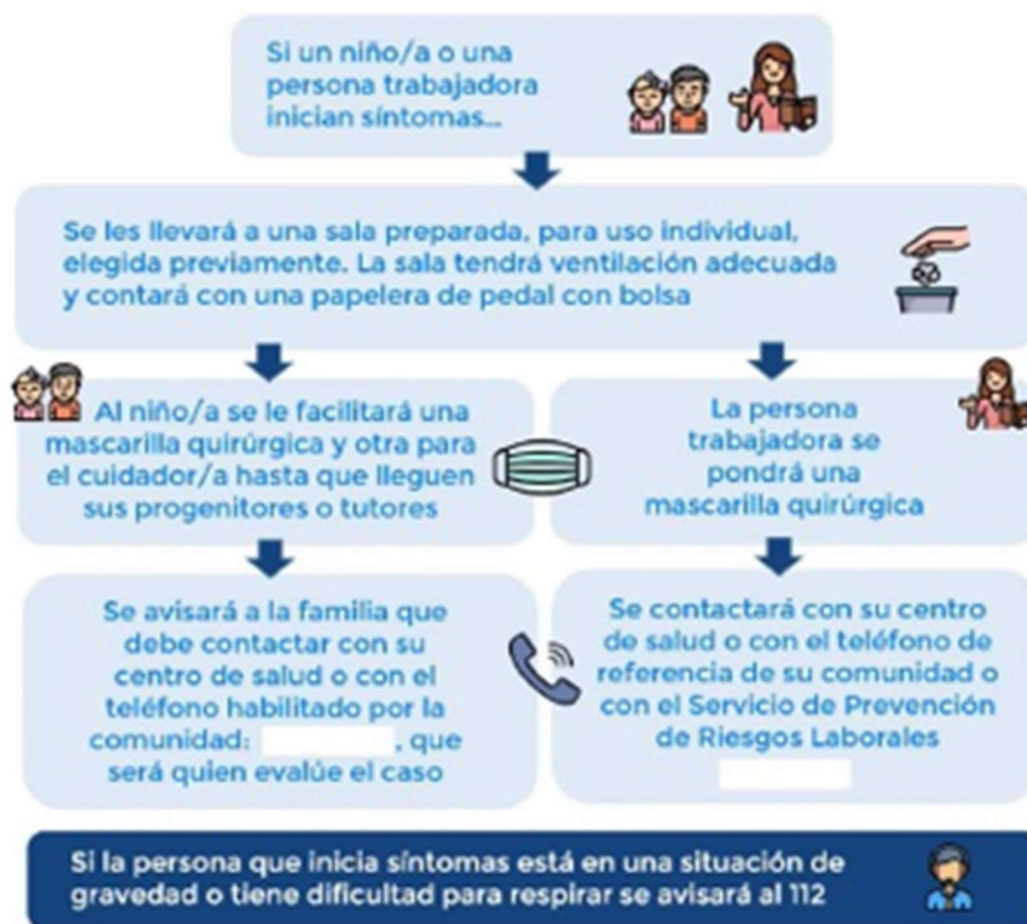 Si un niño/a o una
persona trabajadora
inician síntomas...
Se les llevará a una sala preparada, para uso individual,
elegida previamente. La sala tendrá ventilación adecuada
y contará con una papelera de pedal con bolsa
Al niño/a se le facilitará una
mascarilla quirúrgica y otra para
el cuidador/a hasta que lleguen
sus progenitores o tutores
La persona
trabajadora se
pondrá una
mascarilla quirúrgica
Se avisará a la familia que
debe contactar con su
centro de salud o con el
teléfono habilitado por la
comunidad: , que
será quien evalúe el caso
Se contactará con su centro
de salud o con el teléfono de
referencia de su comunidad o
con el Servicio de Prevención
de Riesgos Laborales
Si la persona que inicia síntomas está en una situación de
gravedad o tiene dificultad para respirar se avisará al 112